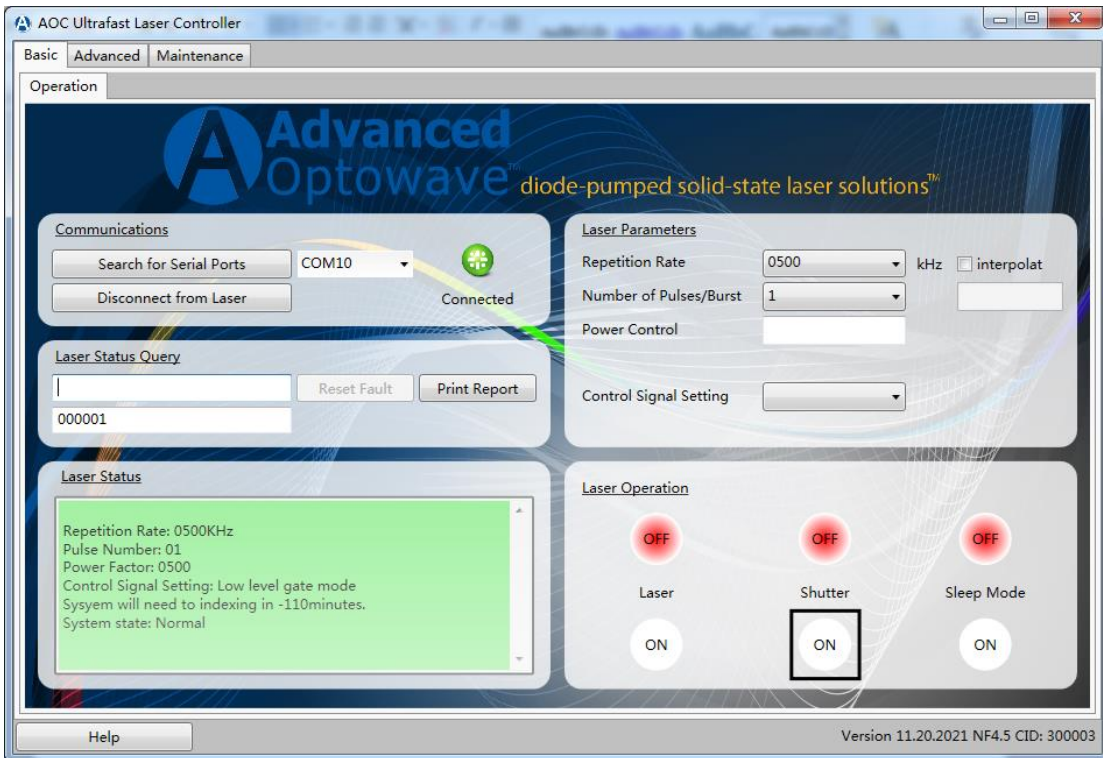 AOC Ultrafast Laser Controller
Basic Advanced Maintenance
Operation
Advanced
Optowave™ diode-pumped solid-state laser solutions™
Communications
Search for Serial Ports COM10
Disconnect from Laser Connected
Laser Status Query
Reset Fault Print Report
000001
Laser Status
Repetition Rate: 0500KHz
Pulse Number: 01
Power Factor: 0500
Control Signal Setting: Low level gate mode
Sysyem will need to indexing in -110minutes.
System state: Normal
Laser Parameters
Repetition Rate 0500 kHz interpolat
Number of Pulses/Burst 1
Power Control
Control Signal Setting
Laser Operation
OFF OFF OFF
Laser Shutter Sleep Mode
ON ON ON
Help Version 11.20.2021 NF4.5 CID: 300003